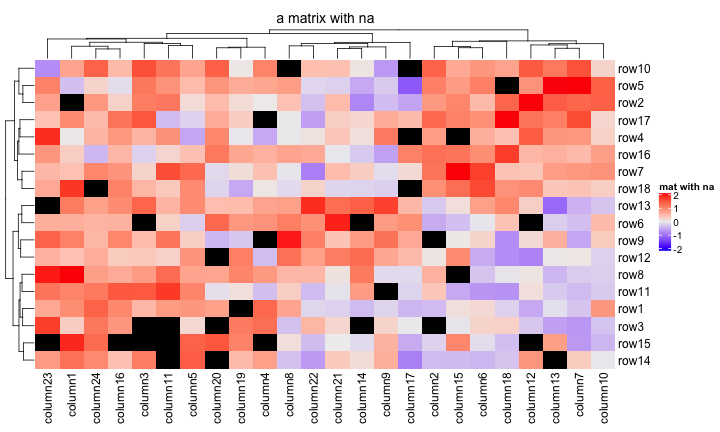 a matrix with na
row10
row5
row2
row17
row4
row16
row7
row18
row13
row6
row9
row12
row8
row11
row1
row3
row15
row14
mat with na
2
1
0
-1
-2
column23
column1
column24
column16
column3
column11
column5
column20
column19
column4
column8
column22
column21
column14
column9
column17
column2
column15
column6
column18
column12
column13
column7
column10